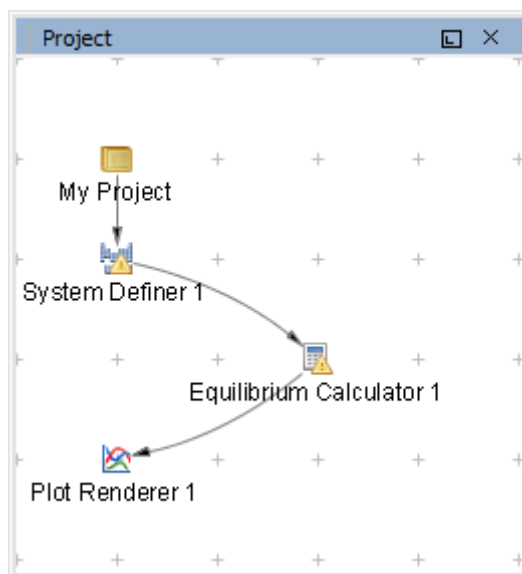 Project
My Project
System Definer 1
Equilibrium Calculator 1
Plot Renderer 1